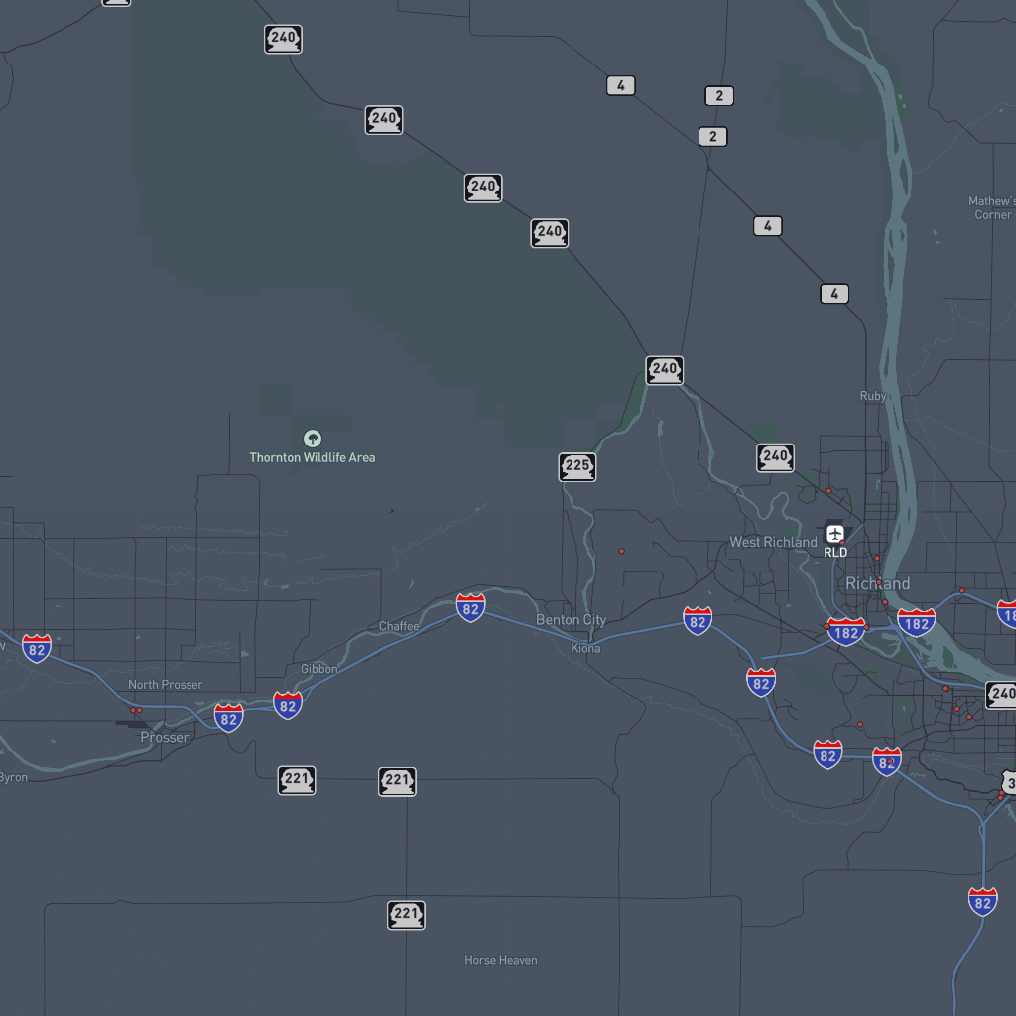 240
4
2
240
2
240
Mathew's
Corner
4
240
4
240
Ruby
Thornton Wildlife Area
240
225
West Richland
RLD
Richland
82
Chaffee
Benton City
82
182
182
82
Kiona
Gibbon
North Prosser
82
240
82
82
Prosser
82
82
Byron
221
221
82
221
Horse Heaven